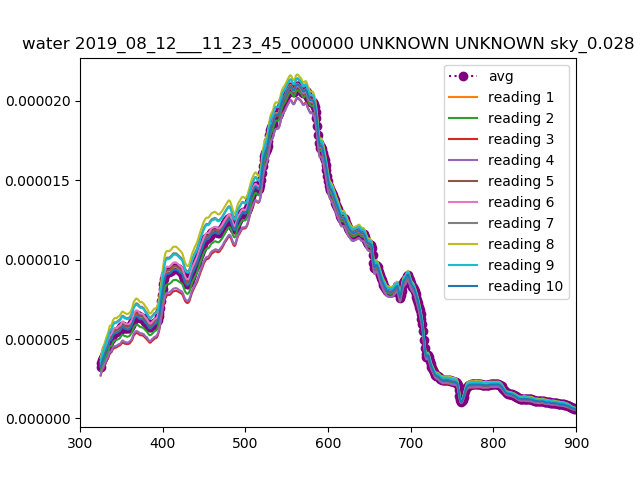 water 2019_08_12___11_23_45_000000 UNKNOWN UNKNOWN sky_0.028
avg
reading 1
reading 2
reading 3
reading 4
reading 5
reading 6
reading 7
reading 8
reading 9
reading 10
0.000020
0.000015
0.000010
0.000005
0.000000
300 400 500 600 700 800 900